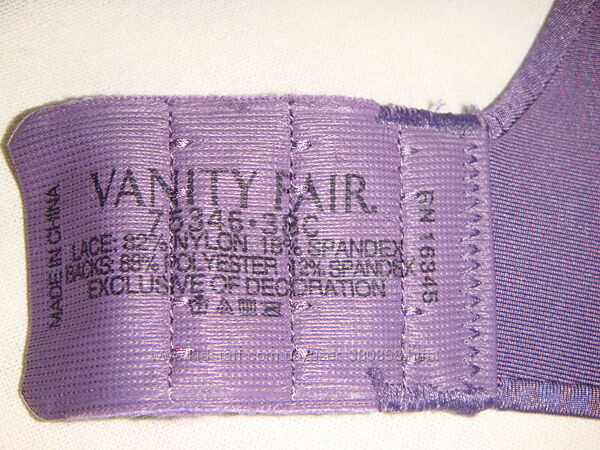 VANITY FAIR
75345 · 36C
LACE: 82% NYLON 18% SPANDEX
BACKS: 88% POLYESTER 12% SPANDEX
EXCLUSIVE OF DECORATION
MADE IN CHINA
RN 16345.